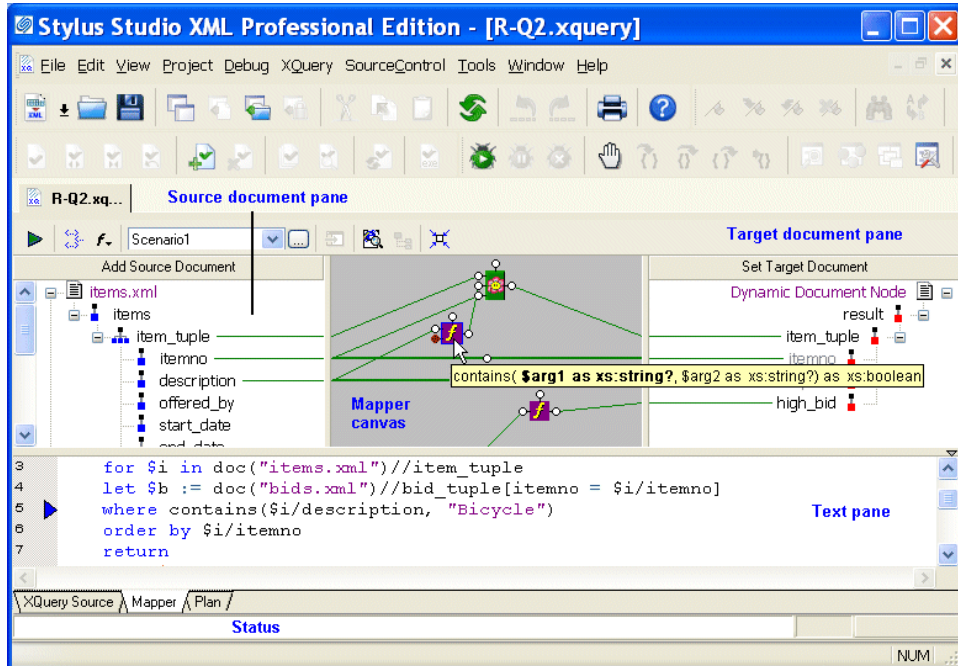 Stylus Studio XML Professional Edition - [R-Q2.xquery]
File Edit View Project Debug XQuery SourceControl Tools Window Help
R-Q2.xq...
Source document pane
Scenario1
Target document pane
Add Source Document
Set Target Document
items.xml
Dynamic Document Node
items
result
item_tuple
item_tuple
itemno
itemno
description
contains( $arg1 as xs:string?, $arg2 as xs:string?) as xs:boolean
offered_by
Mapper
canvas
high_bid
start_date
end_date
3 for $i in doc("items.xml")//item_tuple
4 let $b := doc("bids.xml")//bid_tuple[itemno = $i/itemno]
5 where contains($i/description, "Bicycle")
Text pane
6 order by $i/itemno
7 return
XQuery Source Mapper Plan
Status
NUM